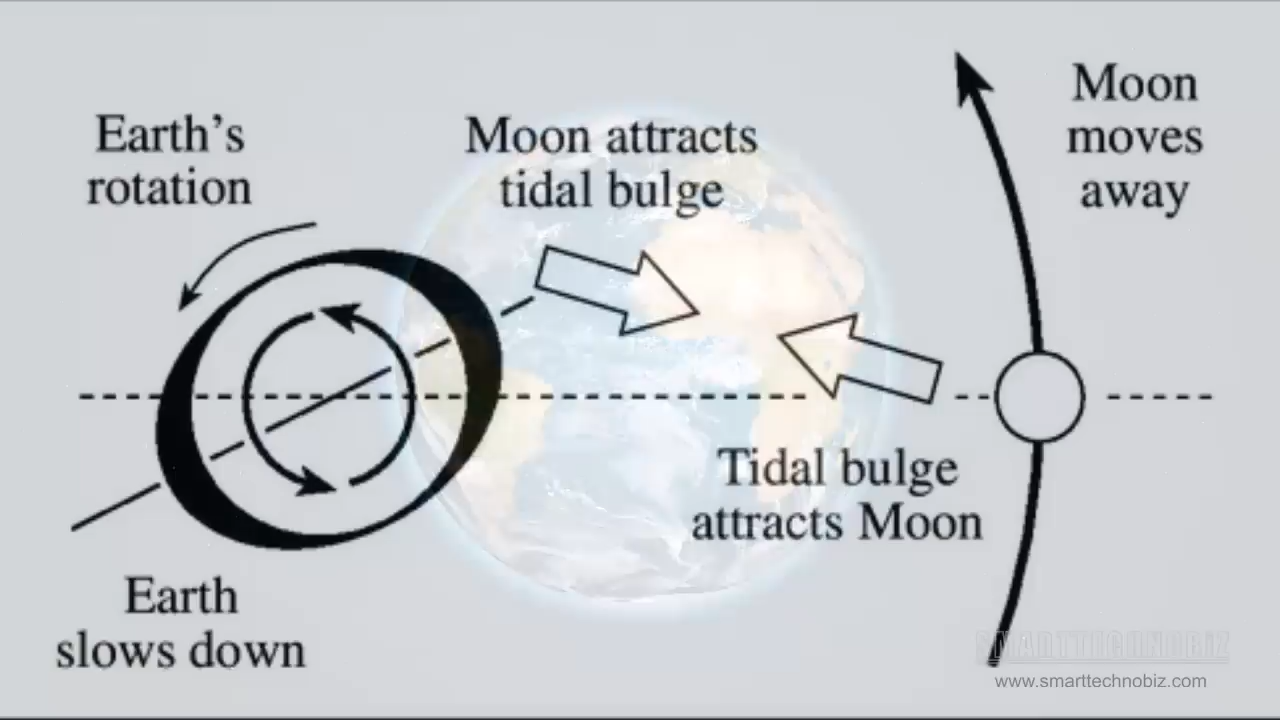 Earth's
rotation
Moon attracts
tidal bulge
Moon
moves
away
Tidal bulge
attracts Moon
Earth
slows down
SMARTTECHNOBIZ
www.smarttechnobiz.com